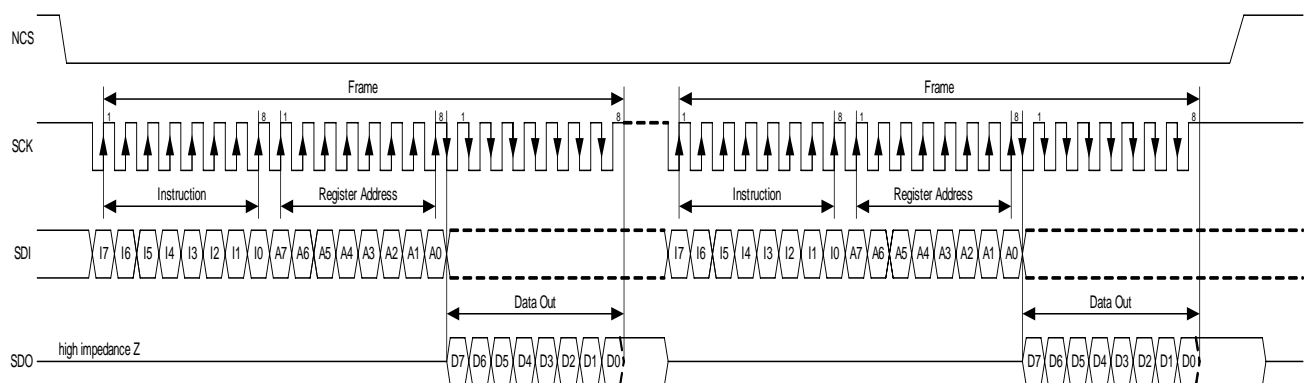 NCS
Frame Frame
1 8 1 8 1 8 1 8 1 8 1 8
SCK
Instruction Register Address Instruction Register Address
SDI I7 I6 I5 I4 I3 I2 I1 I0 A7 A6 A5 A4 A3 A2 A1 A0 I7 I6 I5 I4 I3 I2 I1 I0 A7 A6 A5 A4 A3 A2 A1 A0
Data Out Data Out
SDO high impedance Z D7 D6 D5 D4 D3 D2 D1 D0 D7 D6 D5 D4 D3 D2 D1 D0